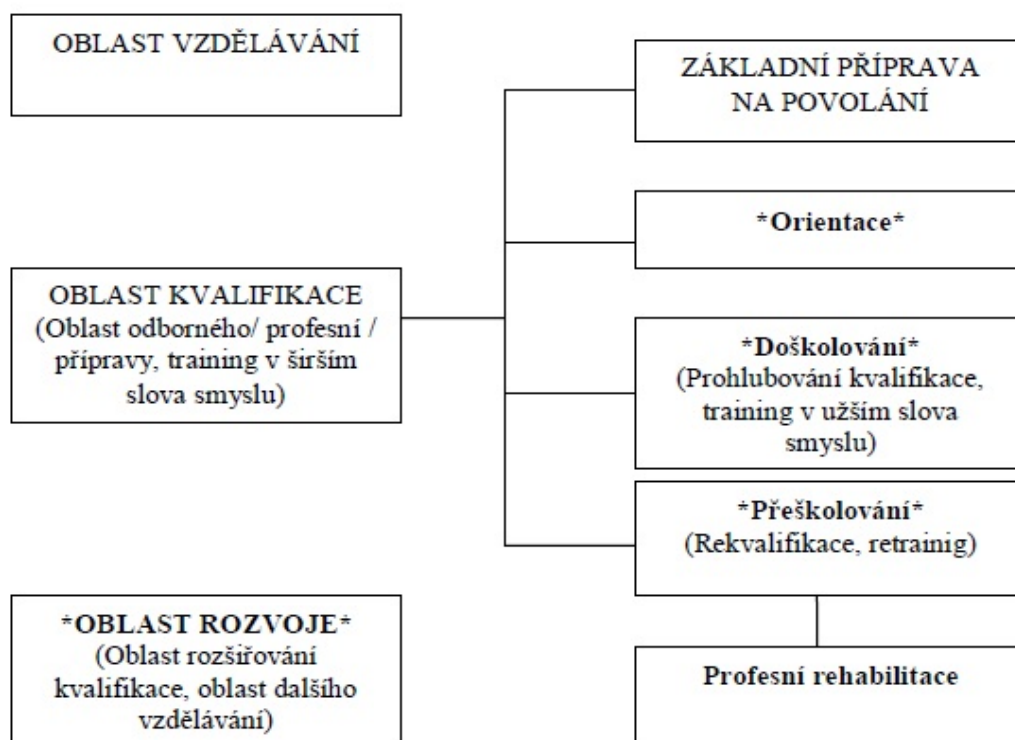 OBLAST VZDĚLÁVÁNÍ
ZÁKLADNÍ PŘÍPRAVA
NA POVOLÁNÍ
*Orientace*
OBLAST KVALIFIKACE
(Oblast odborného/ profesní /
přípravy, training v širším
slova smyslu)
*Doškolování*
(Prohlubování kvalifikace,
training v užším slova
smyslu)
*Přeškolování*
(Rekvalifikace, retrainig)
*OBLAST ROZVOJE*
(Oblast rozšiřování
kvalifikace, oblast dalšího
vzdělávání)
Profesní rehabilitace